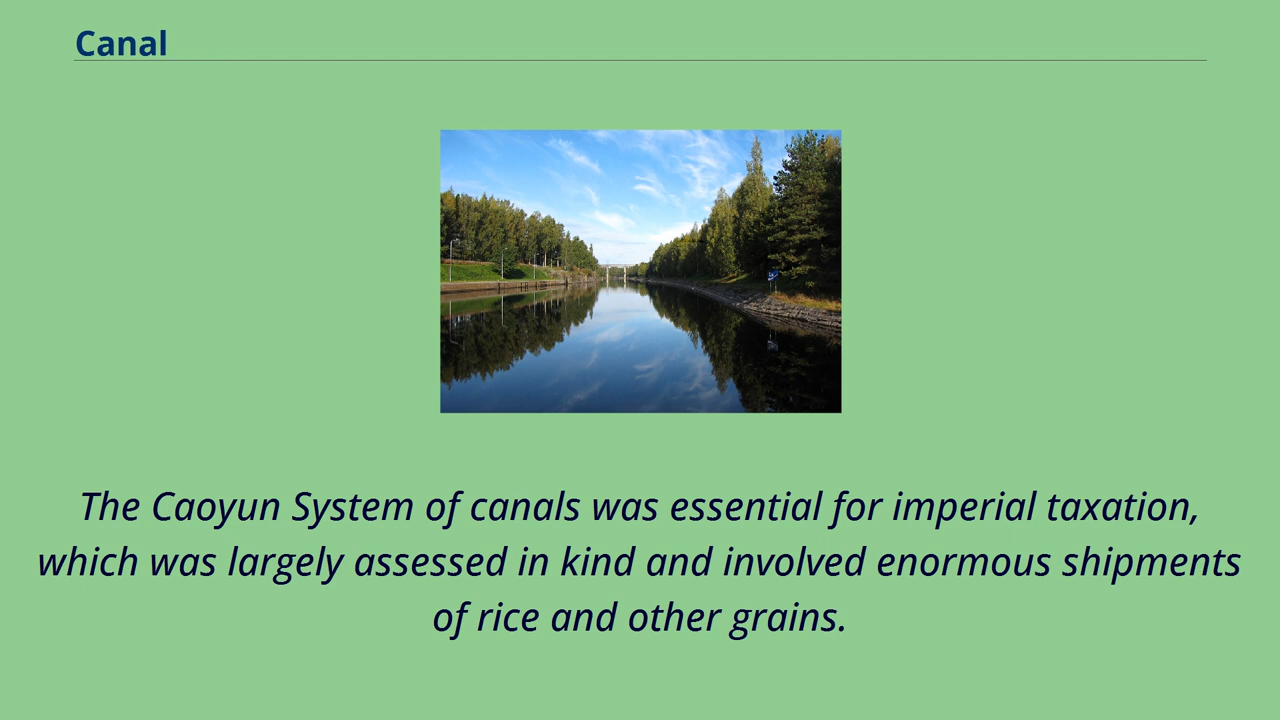 Canal
The Caoyun System of canals was essential for imperial taxation,
which was largely assessed in kind and involved enormous shipments
of rice and other grains.